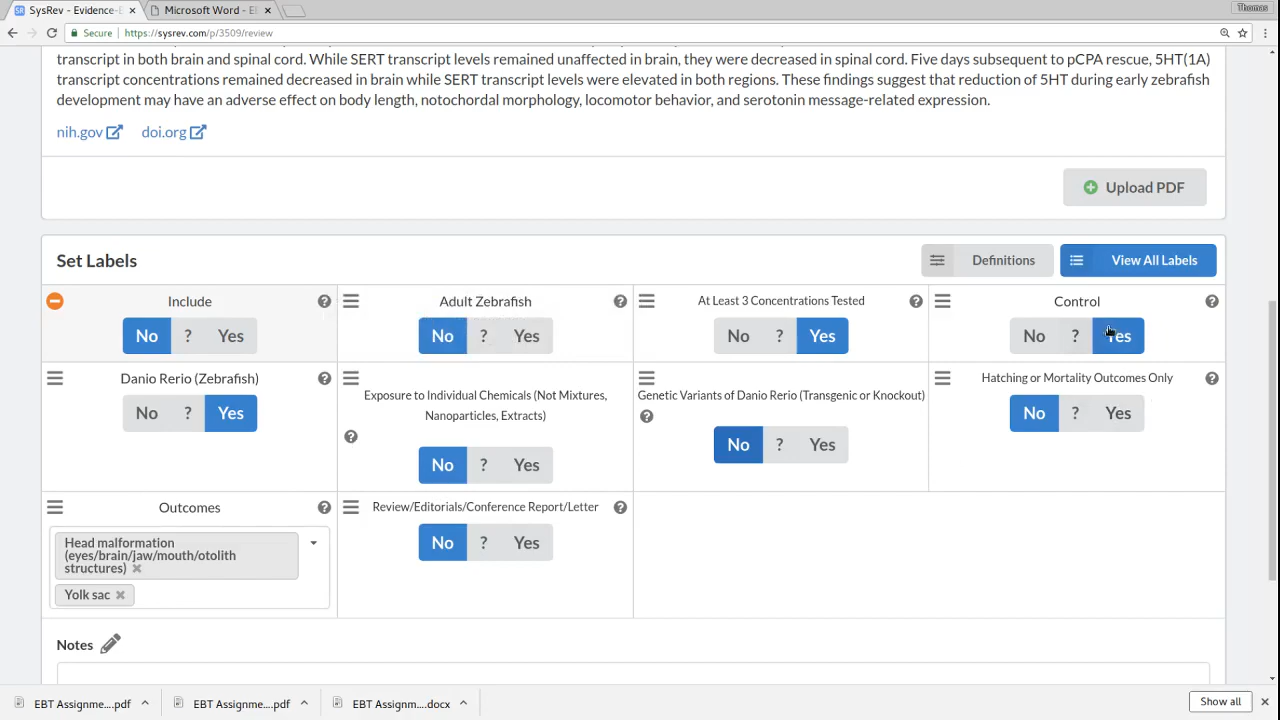 SysRev - Evidence-E
Microsoft Word - E
Thomas
Secure
https://sysrev.com/p/3509/review
transcript in both brain and spinal cord. While SERT transcript levels remained unaffected in brain, they were decreased in spinal cord. Five days subsequent to pCPA rescue, 5HT(1A)
transcript concentrations remained decreased in brain while SERT transcript levels were elevated in both regions. These findings suggest that reduction of 5HT during early zebrafish
development may have an adverse effect on body length, notochordal morphology, locomotor behavior, and serotonin message-related expression.
nih.gov doi.org
Upload PDF
Set Labels
Definitions
View All Labels
Include
No ? Yes
Adult Zebrafish
No ? Yes
At Least 3 Concentrations Tested
No ? Yes
Control
No ? Yes
Danio Rerio (Zebrafish)
No ? Yes
Exposure to Individual Chemicals (Not Mixtures,
Nanoparticles, Extracts)
No ? Yes
Genetic Variants of Danio Rerio (Transgenic or Knockout)
No ? Yes
Hatching or Mortality Outcomes Only
No ? Yes
Outcomes
Head malformation
(eyes/brain/jaw/mouth/otolith
structures)
Yolk sac
Review/Editorials/Conference Report/Letter
No ? Yes
Notes
EBT Assignme....pdf
EBT Assignme....pdf
EBT Assignm....docx
Show all